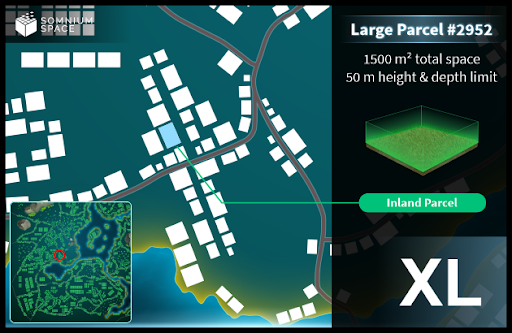 SOMNIUM
SPACE
Large Parcel #2952
1500 m² total space
50 m height & depth limit
Inland Parcel
XL